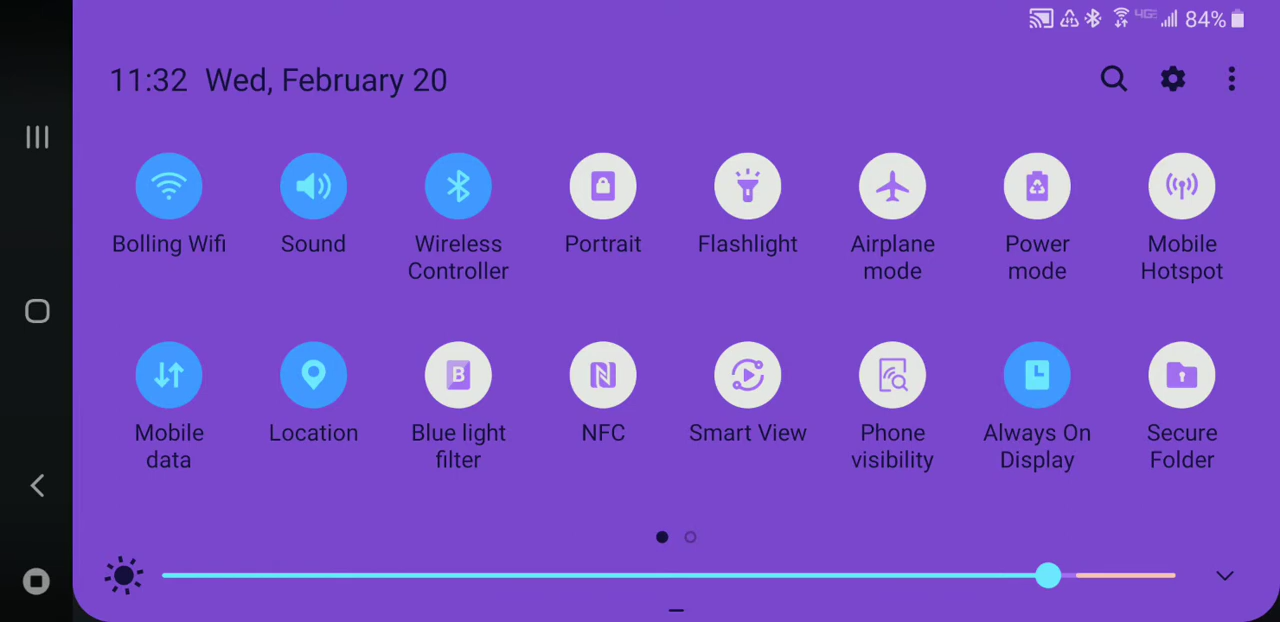 4G 84%
11:32 Wed, February 20
Bolling Wifi
Sound
Wireless
Controller
Portrait
Flashlight
Airplane
mode
Power
mode
Mobile
Hotspot
Mobile
data
Location
B
Blue light
filter
N
NFC
Smart View
Phone
visibility
Always On
Display
Secure
Folder